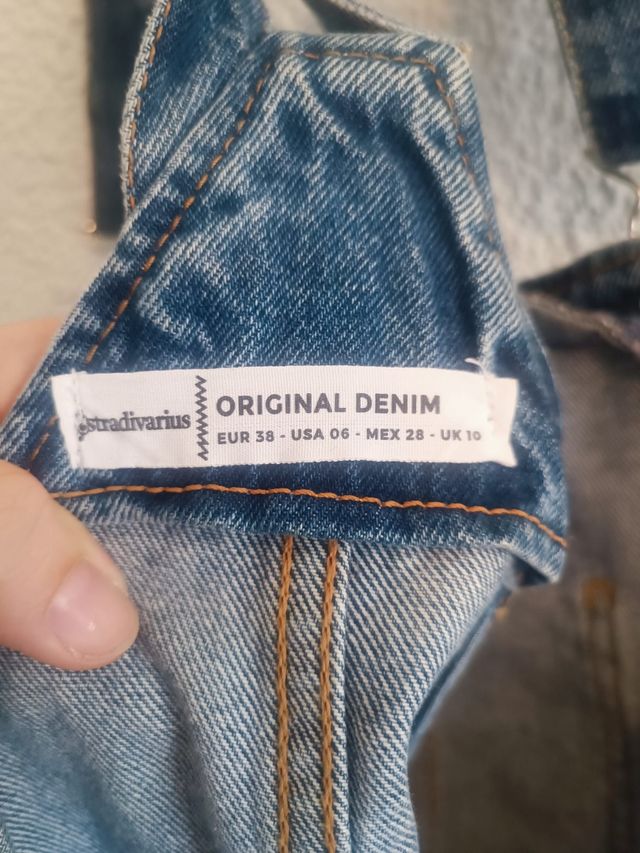 stradivarius
ORIGINAL DENIM
EUR 38 - USA 06 - MEX 28 - UK 10